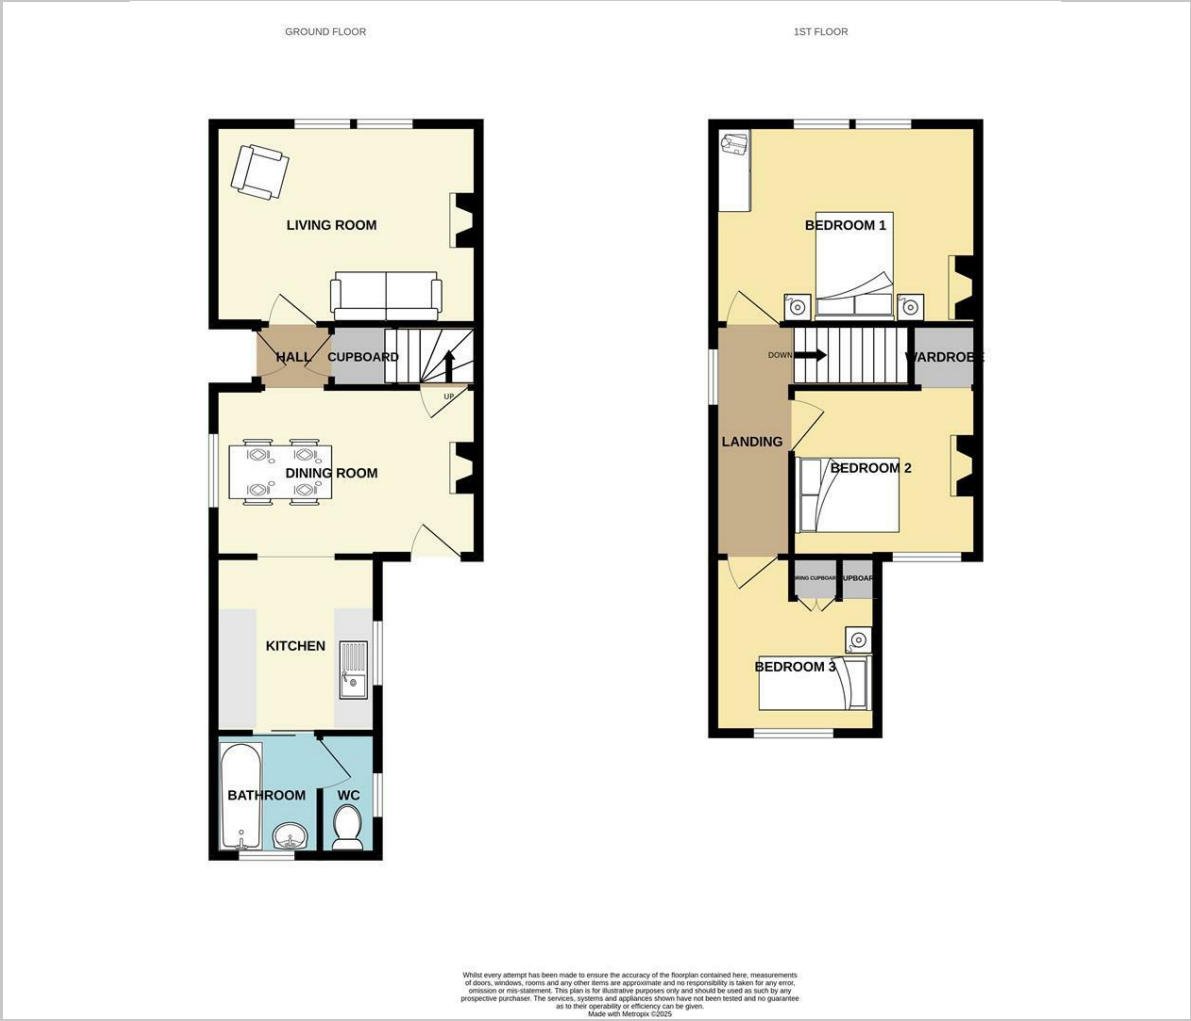 GROUND FLOOR
1ST FLOOR
LIVING ROOM
HALL
CUPBOARD
UP
DINING ROOM
KITCHEN
BATHROOM
WC
BEDROOM 1
DOWN
WARDROBE
LANDING
BEDROOM 2
RING CUPBOAR
UPBOAR
BEDROOM 3
Whilst every attempt has been made to ensure the accuracy of the floorplan contained here, measurements
of doors, windows, rooms and any other items are approximate and no responsibility is taken for any error,
omission or mis-statement. This plan is for illustrative purposes only and should be used as such by any
prospective purchaser. The services, systems and appliances shown have not been tested and no guarantee
as to their operability or efficiency can be given.
Made with Metropix ©2025